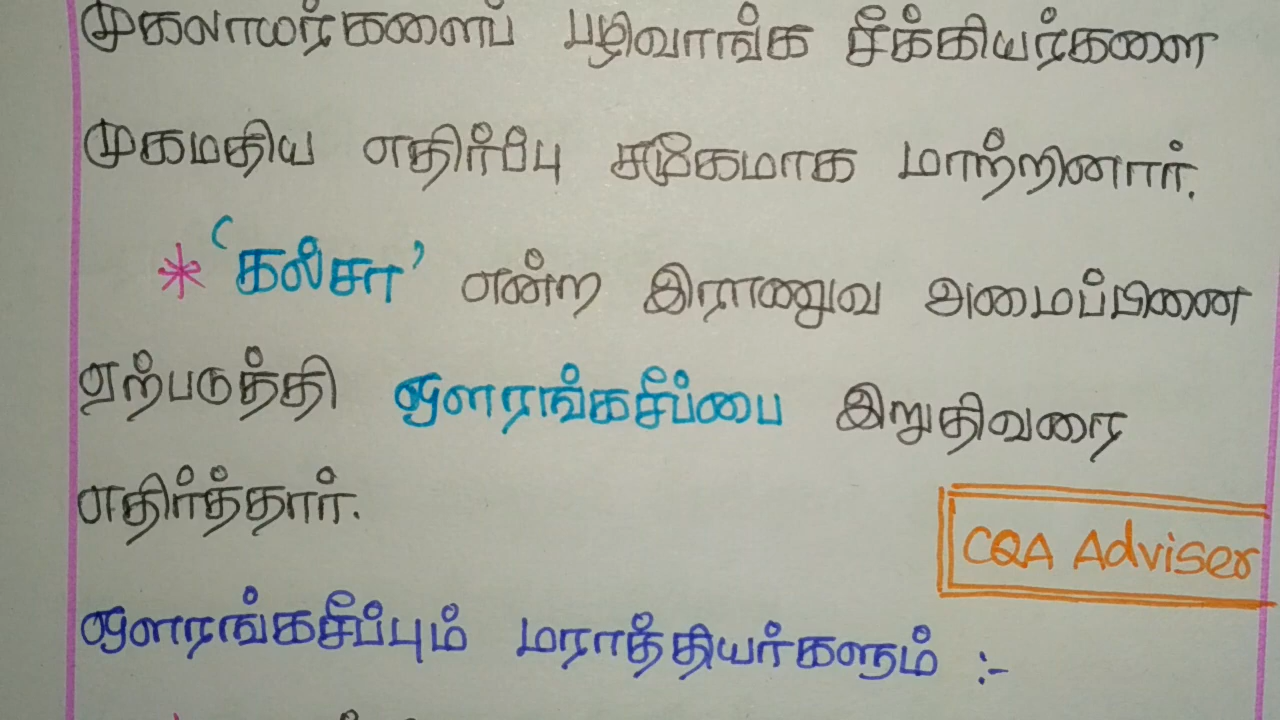 முகலாமர்களைப் பழிவாங்க சீக்கியர்களை
முகமதிய எதிர்ப்பு சமூகமாக மாற்றினார்.
* ‘கல்சா’ என்ற இராணுவ அமைப்பினை
ஏற்படுத்தி ஔரங்கசீப்பை இறுதிவரை
எதிர்த்தார்.
CQA Adviser
ஔரங்கசீப்பும் மராத்தியர்களும் :-